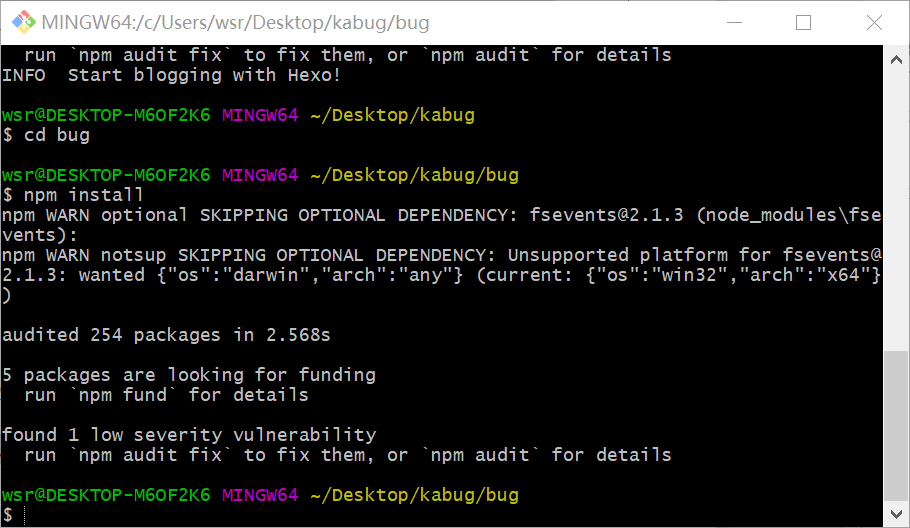 MINGW64:/c/Users/wsr/Desktop/kabug/bug
  run `npm audit fix` to fix them, or `npm audit` for details
INFO  Start blogging with Hexo!
wsr@DESKTOP-M6OF2K6 MINGW64 ~/Desktop/kabug
$ cd bug
wsr@DESKTOP-M6OF2K6 MINGW64 ~/Desktop/kabug/bug
$ npm install
npm WARN optional SKIPPING OPTIONAL DEPENDENCY: fsevents@2.1.3 (node_modules\fse
vents):
npm WARN notsup SKIPPING OPTIONAL DEPENDENCY: Unsupported platform for fsevents@
2.1.3: wanted {"os":"darwin","arch":"any"} (current: {"os":"win32","arch":"x64"}
)
audited 254 packages in 2.568s
5 packages are looking for funding
  run `npm fund` for details
found 1 low severity vulnerability
  run `npm audit fix` to fix them, or `npm audit` for details
wsr@DESKTOP-M6OF2K6 MINGW64 ~/Desktop/kabug/bug
$